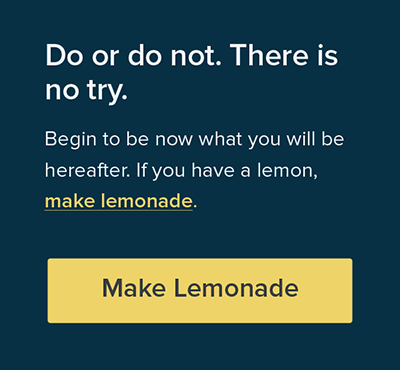 Do or do not. There is
no try.
Begin to be now what you will be
hereafter. If you have a lemon,
make lemonade.
Make Lemonade